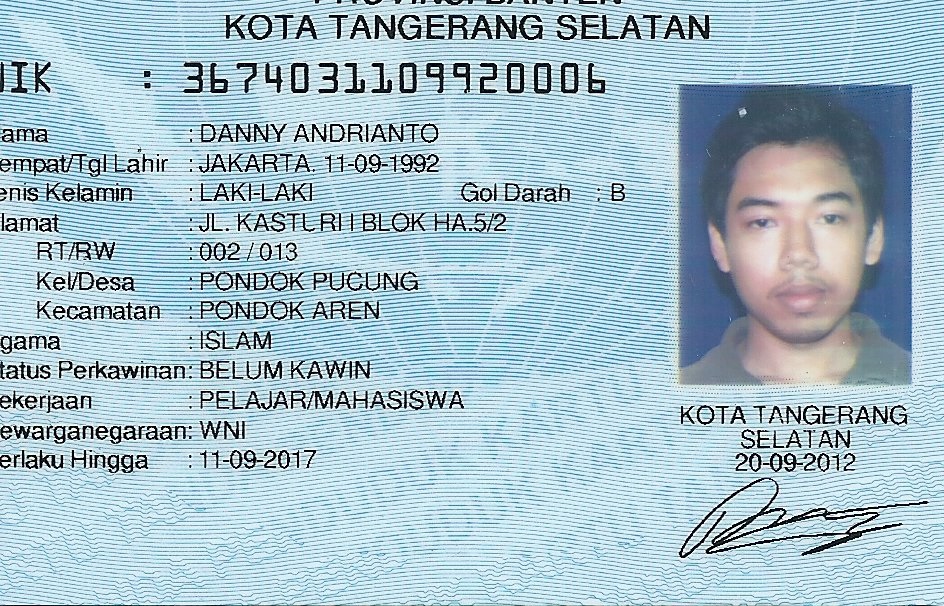 PROVINSI BANTEN
KOTA TANGERANG SELATAN
NIK : 3674031109920006
ama : DANNY ANDRIANTO
empat/Tgl Lahir : JAKARTA. 11-09-1992
enis Kelamin : LAKI-LAKI Gol Darah : B
lamat : JL. KASTURI I BLOK HA.5/2
RT/RW : 002 / 013
Kel/Desa : PONDOK PUCUNG
Kecamatan : PONDOK AREN
gama : ISLAM
tatus Perkawinan: BELUM KAWIN
ekerjaan : PELAJAR/MAHASISWA
ewarganegaraan: WNI
erlaku Hingga : 11-09-2017
KOTA TANGERANG
SELATAN
20-09-2012